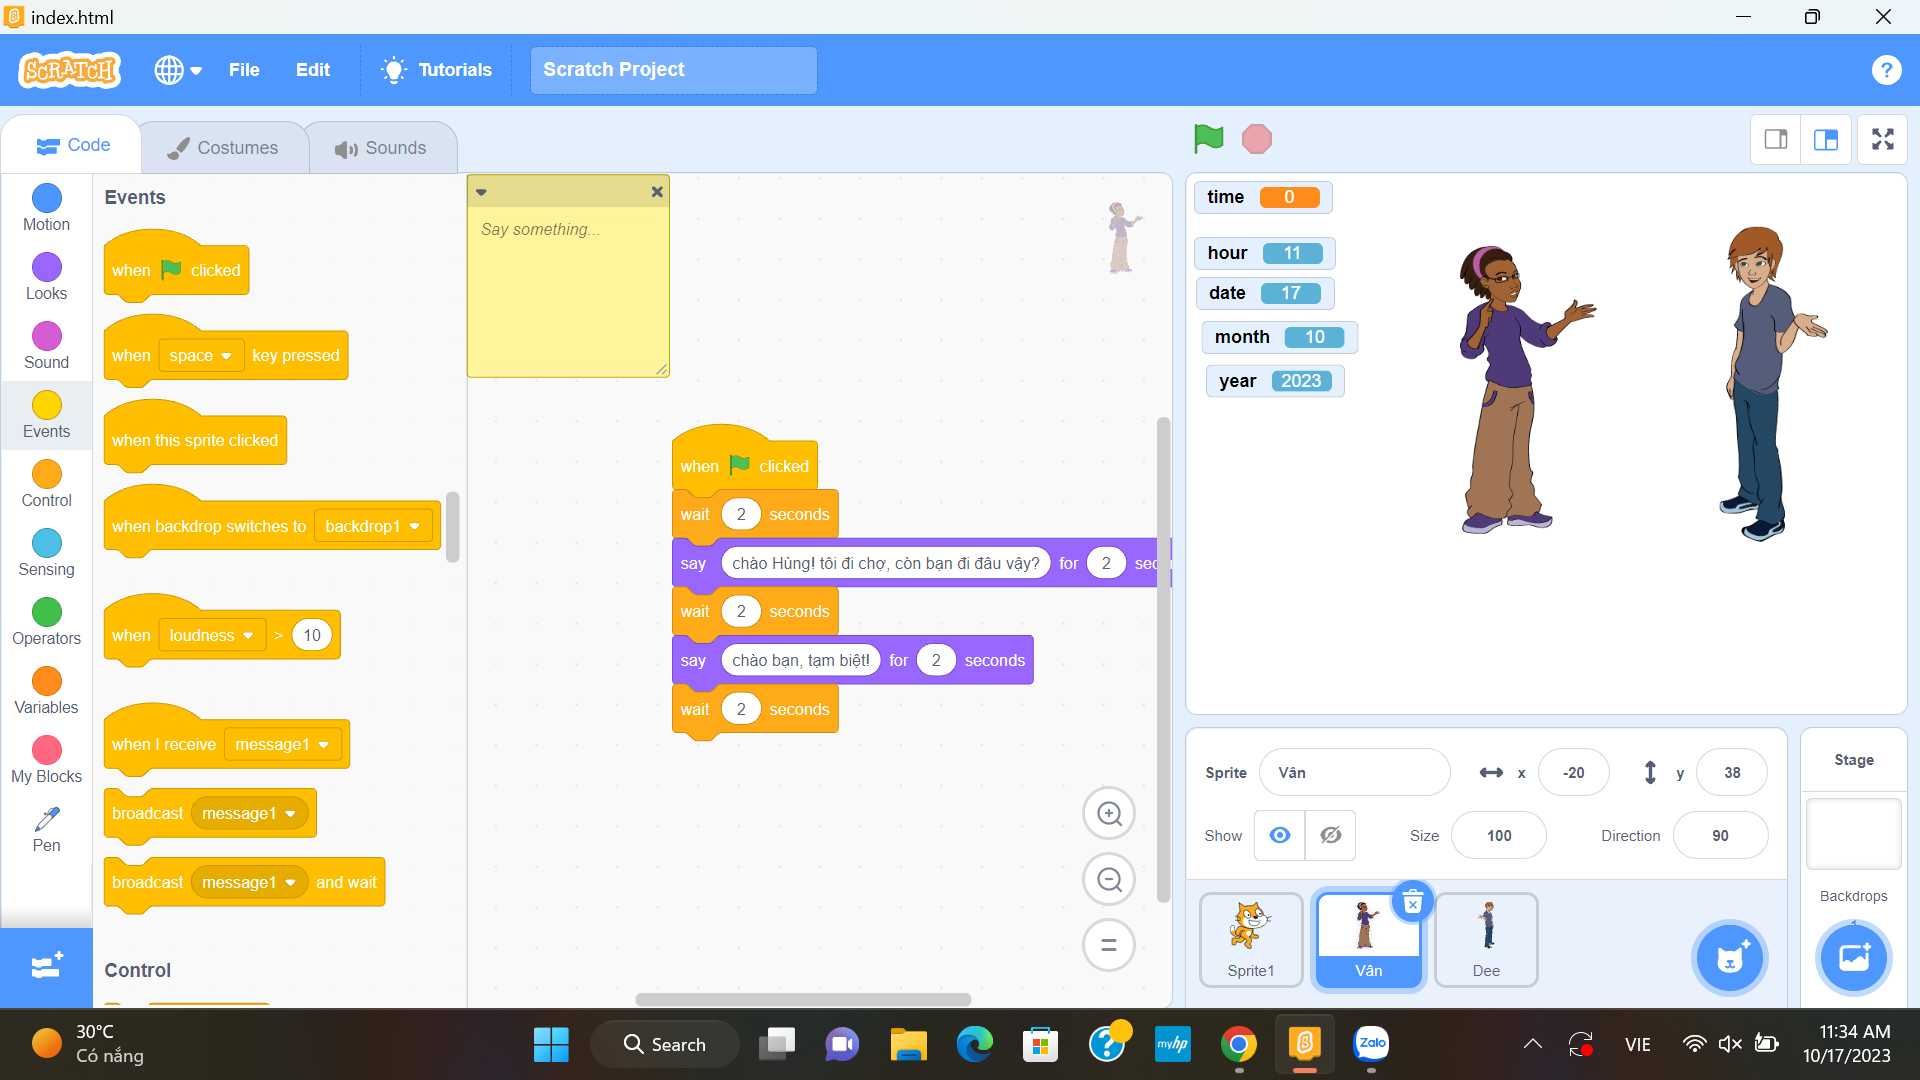 index.html
SCRATCH
File
Edit
Tutorials
Scratch Project
?
Code
Costumes
Sounds
Motion
Looks
Sound
Events
Control
Sensing
Operators
Variables
My Blocks
Pen
Events
when clicked
when space key pressed
when this sprite clicked
when backdrop switches to backdrop1
when loudness > 10
when I receive message1
broadcast message1
broadcast message1 and wait
Control
Say something...
when clicked
wait 2 seconds
say chào Hùng! tôi đi chợ, còn bạn đi đâu vậy? for 2 sec
wait 2 seconds
say chào bạn, tạm biệt! for 2 seconds
wait 2 seconds
time 0
hour 11
date 17
month 10
year 2023
Sprite Vân x -20 y 38
Show Size 100 Direction 90
Sprite1
Vân
Dee
Stage
Backdrops
1
30°C
Có nắng
Search
myhp
Zalo
VIE
11:34 AM
10/17/2023